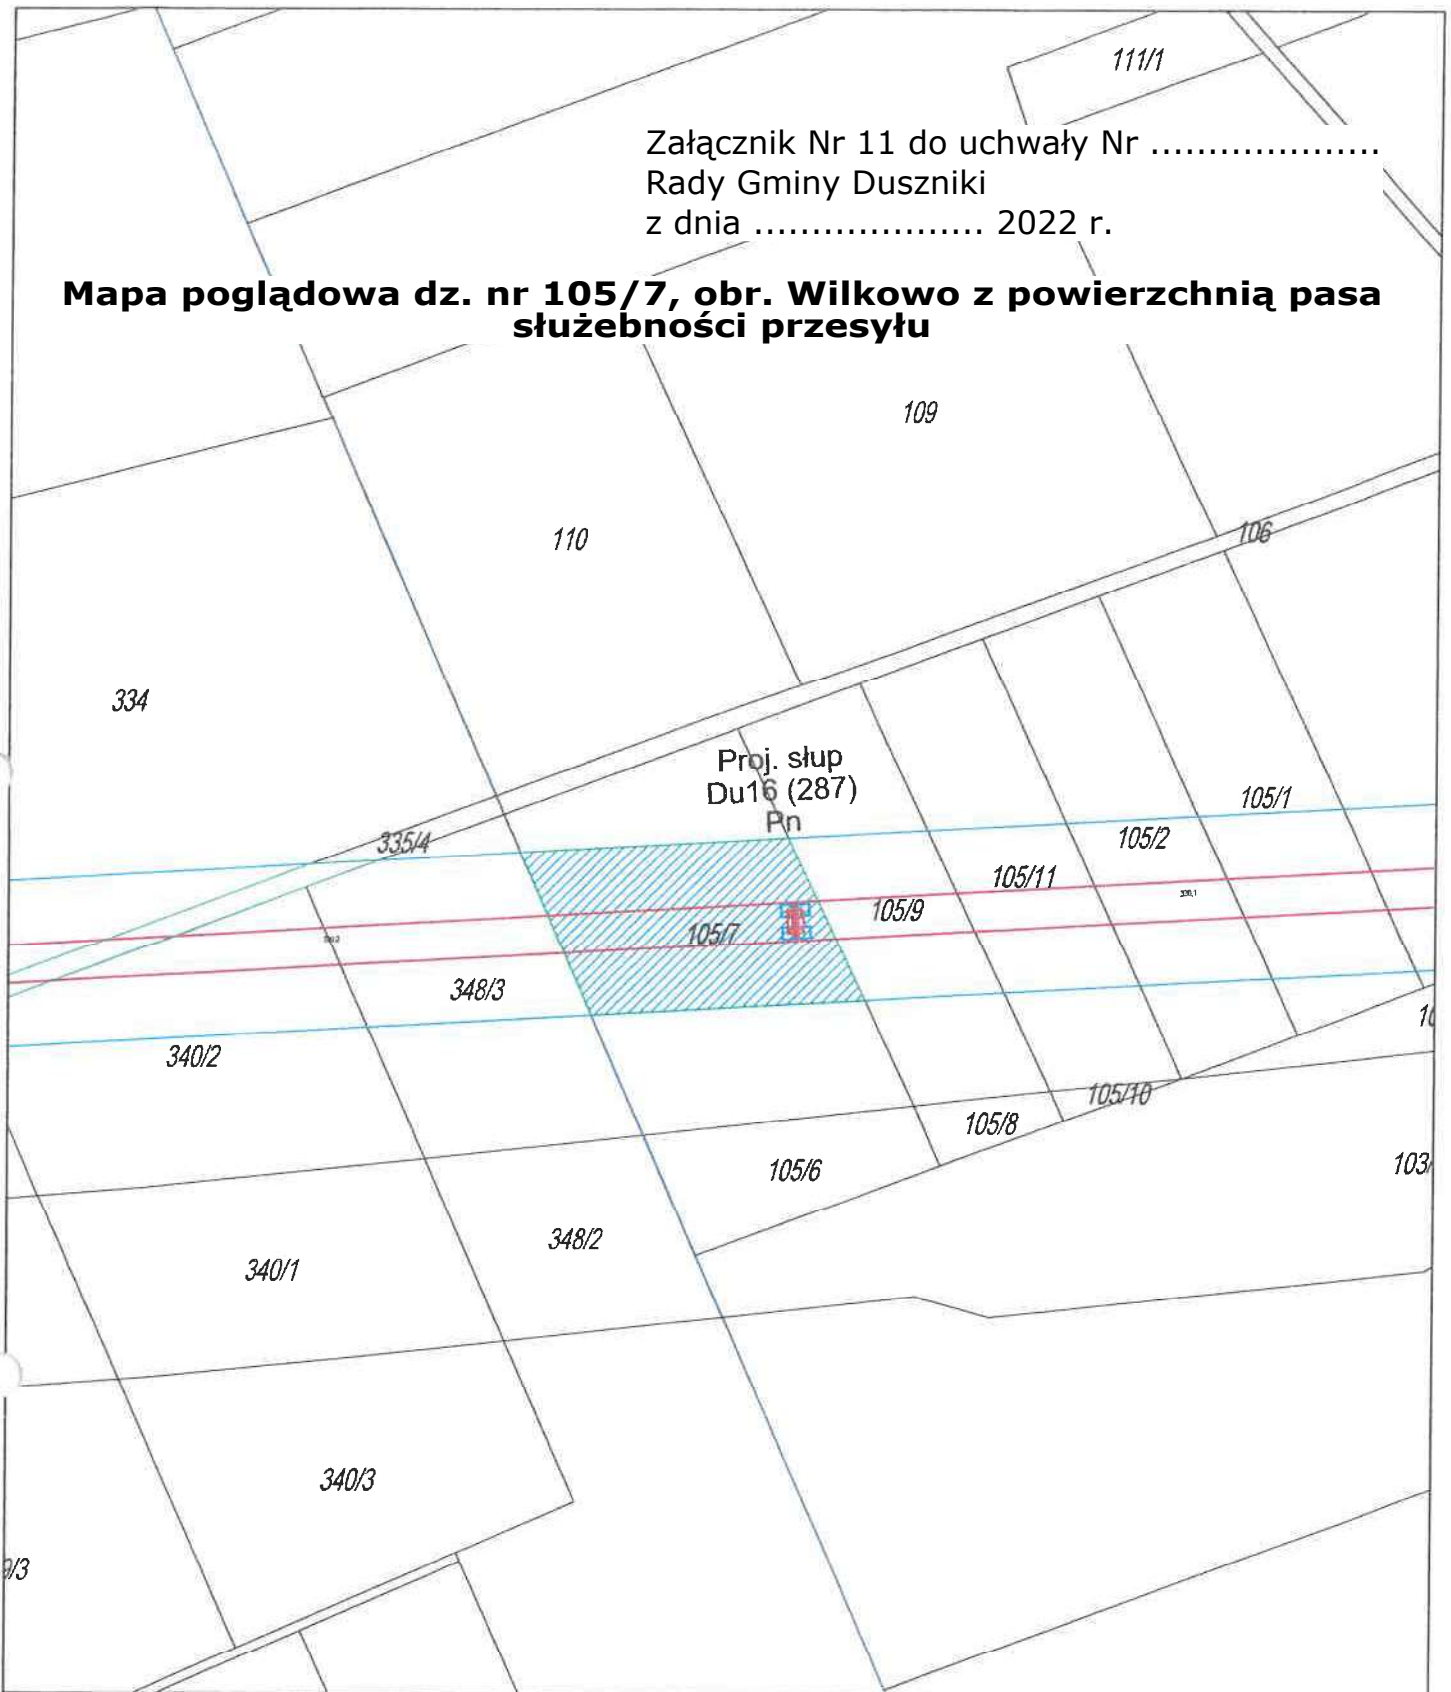 111/1
Załącznik Nr 11 do uchwały Nr ....................
Rady Gminy Duszniki
z dnia .................... 2022 r.
Mapa poglądowa dz. nr 105/7, obr. Wilkowo z powierzchnią pasa
służebności przesyłu
109
110
106
334
Proj. słup
Du16 (287)
Pn
105/1
335/4
105/2
105/11
105/9
105/7
348/3
340/2
105/10
105/8
105/6
103/
348/2
340/1
340/3
9/3